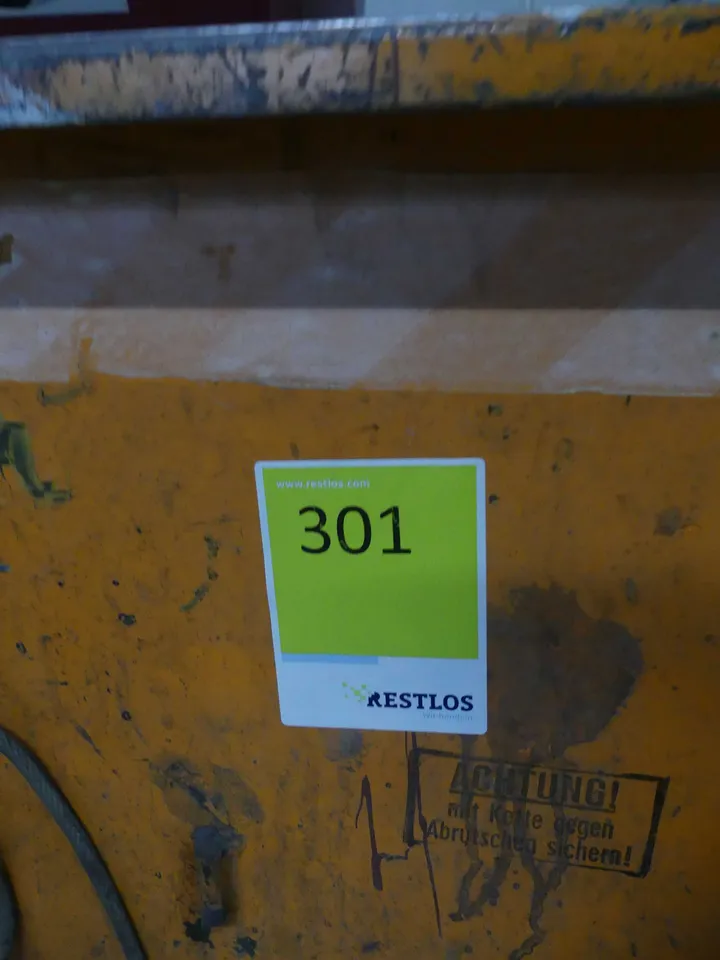 www.restlos.com
301
RESTLOS
ACHTUNG!
mit Kette gegen
Abrutschen sichern!